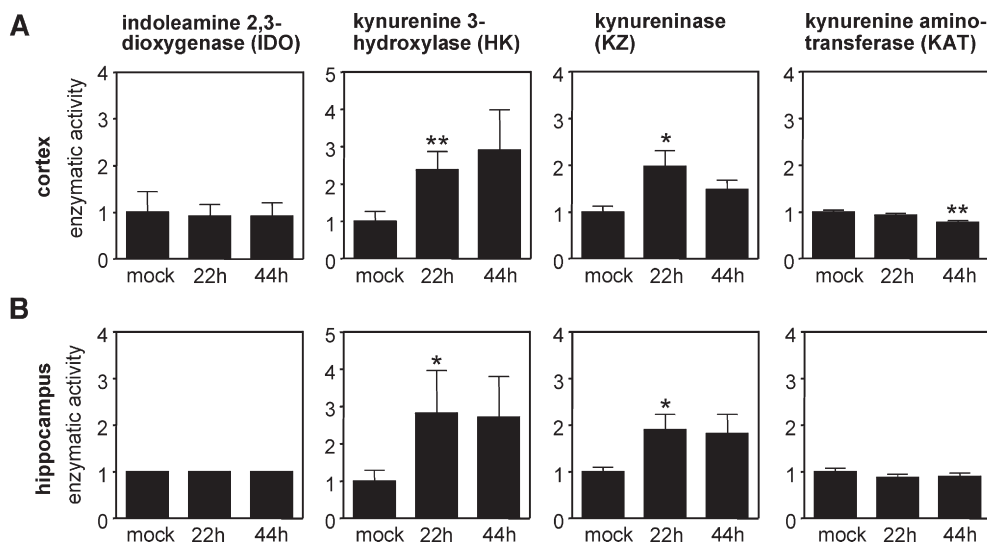 A
indoleamine 2,3-
dioxygenase (IDO)
kynurenine 3-
hydroxylase (HK)
kynureninase
(KZ)
kynurenine amino-
transferase (KAT)
cortex
enzymatic activity
4
3
2
1
0
mock 22h 44h
5
4
3
2
1
0
**
mock 22h 44h
4
3
2
1
0
*
mock 22h 44h
4
3
2
1
0
**
mock 22h 44h
B
hippocampus
enzymatic activity
4
3
2
1
0
mock 22h 44h
5
4
3
2
1
0
*
mock 22h 44h
4
3
2
1
0
*
mock 22h 44h
4
3
2
1
0
mock 22h 44h